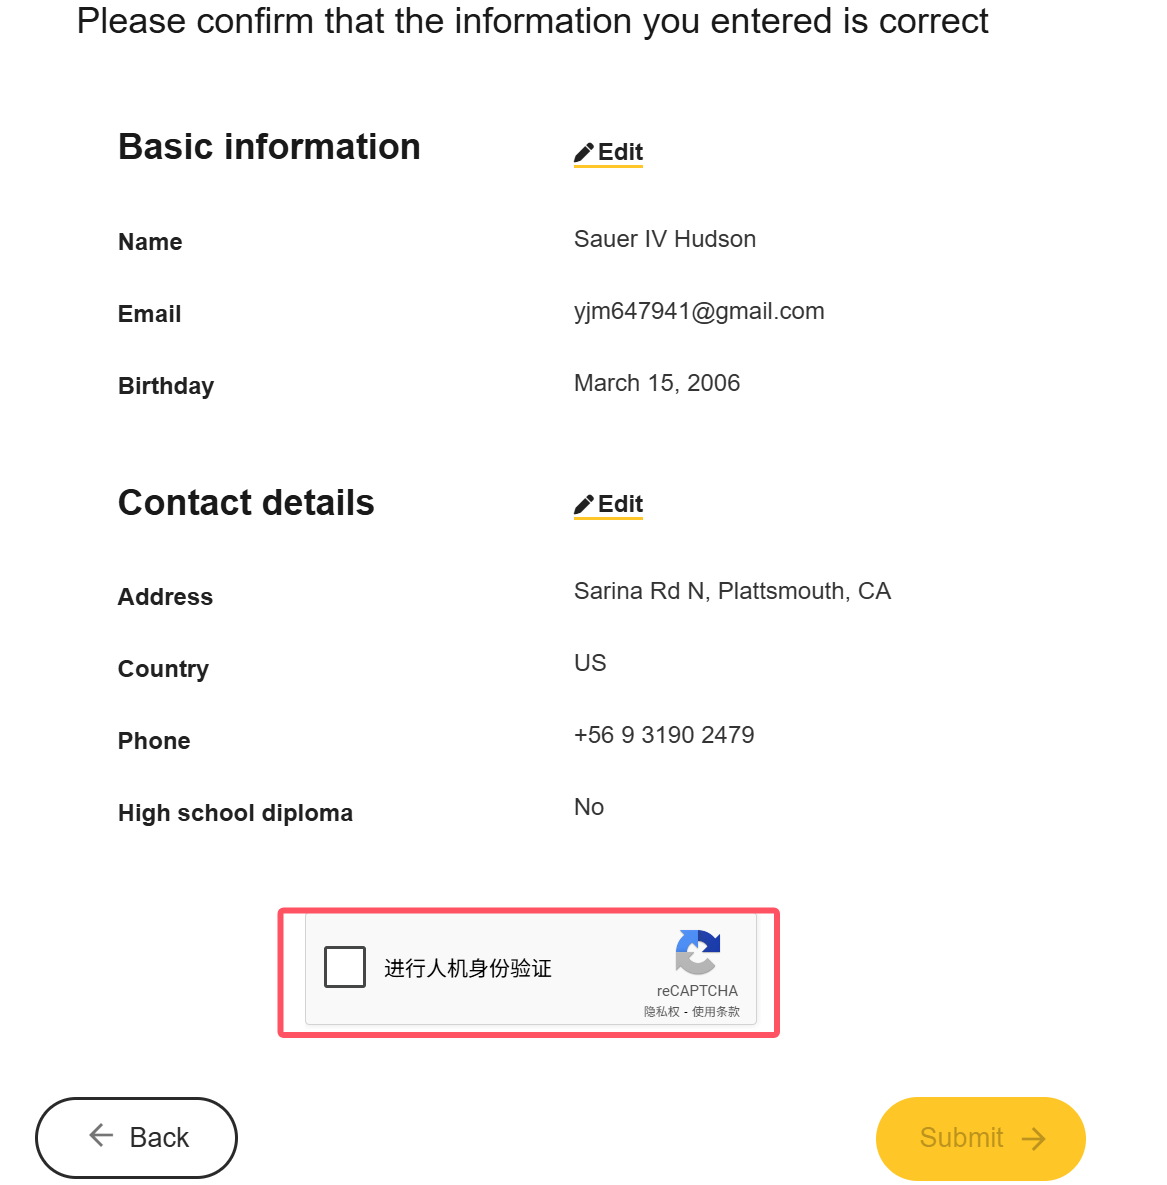 Please confirm that the information you entered is correct
Basic information
Edit
Name
Sauer IV Hudson
Email
yjm647941@gmail.com
Birthday
March 15, 2006
Contact details
Edit
Address
Sarina Rd N, Plattsmouth, CA
Country
US
Phone
+56 9 3190 2479
High school diploma
No
进行人机身份验证
reCAPTCHA
隐私权 - 使用条款
Back
Submit